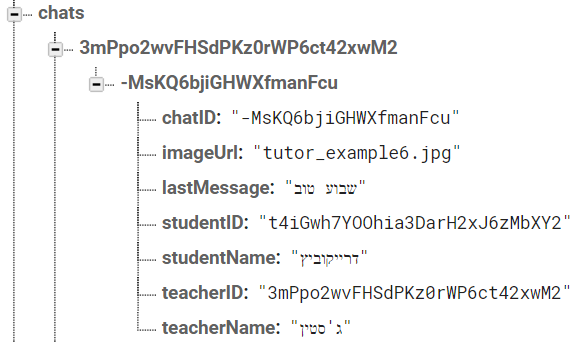 chats
3mPpo2wvFHSdPKz0rWP6ct42xwM2
-MsKQ6bjiGHWXfmanFcu
chatID: "-MsKQ6bjiGHWXfmanFcu"
imageUrl: "tutor_example6.jpg"
lastMessage: "שבוע טוב"
studentID: "t4iGwh7YOOhia3DarH2xJ6zMbXY2"
studentName: "דרייקוביץ"
teacherID: "3mPpo2wvFHSdPKz0rWP6ct42xwM2"
teacherName: "ג'סטין"